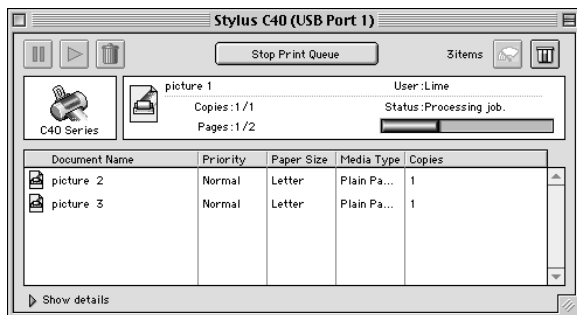 Stylus C40 (USB Port 1)
Stop Print Queue
3items
C40 Series
picture 1
User:Lime
Copies:1/1
Status:Processing job.
Pages:1/2
Document Name Priority Paper Size Media Type Copies
picture 2 Normal Letter Plain Pa... 1
picture 3 Normal Letter Plain Pa... 1
Show details